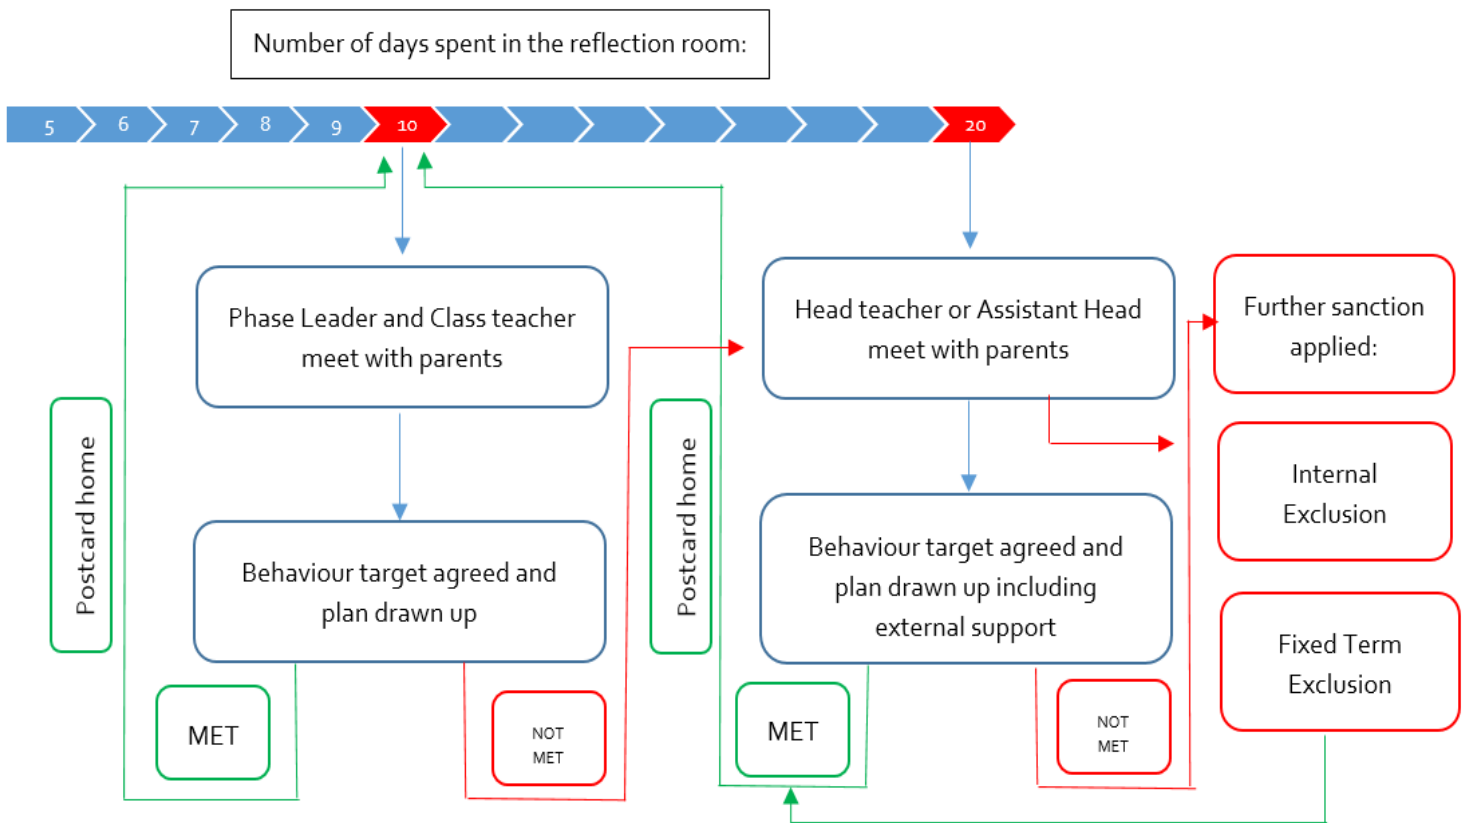 Number of days spent in the reflection room:
5 6 7 8 9 10 20
Phase Leader and Class teacher
meet with parents
Head teacher or Assistant Head
meet with parents
Further sanction
applied:
Postcard home
Postcard home
Internal
Exclusion
Behaviour target agreed and
plan drawn up
Behaviour target agreed and
plan drawn up including
external support
Fixed Term
Exclusion
MET
NOT
MET
MET
NOT
MET